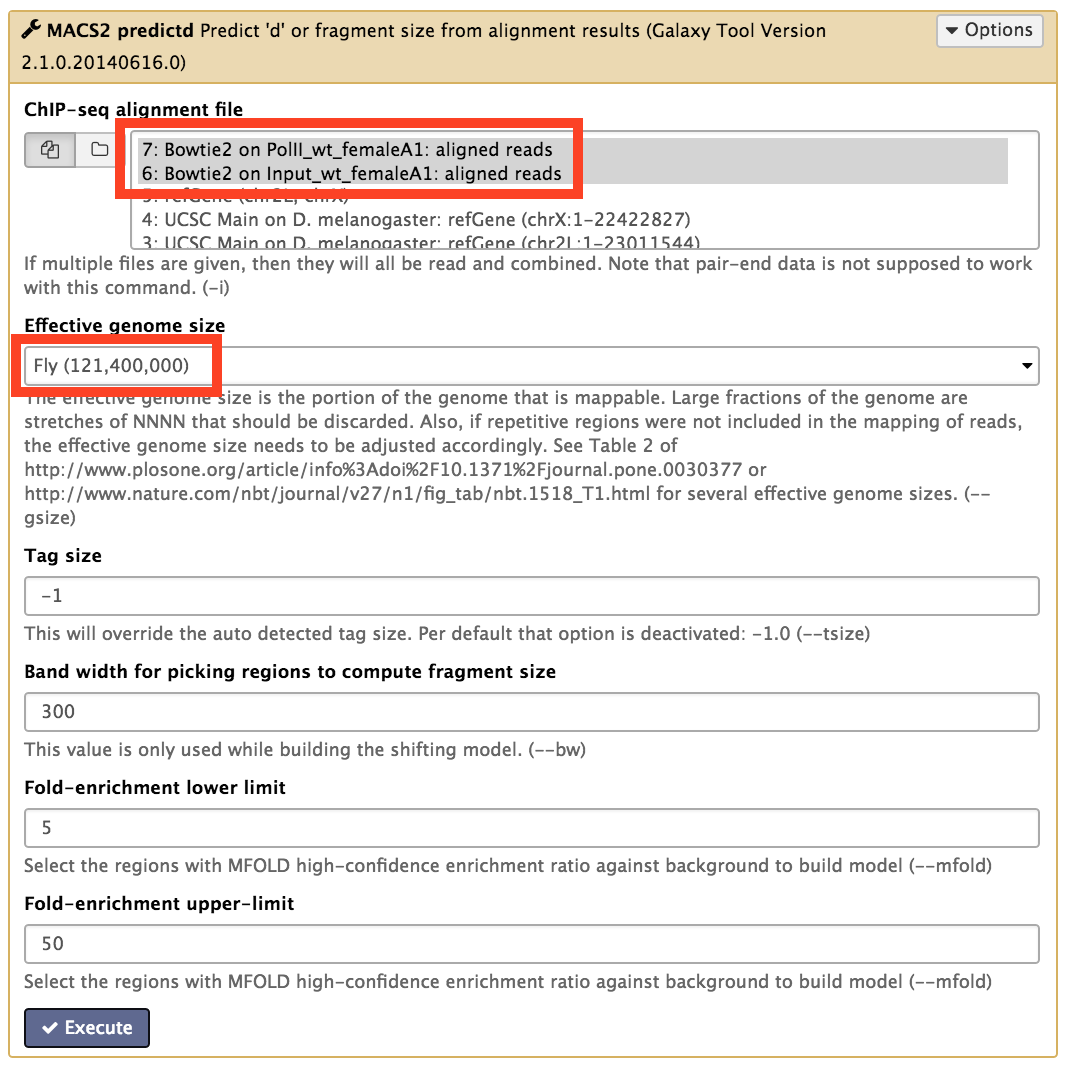 MACS2 predictd Predict 'd' or fragment size from alignment results (Galaxy Tool Version
2.1.0.20140616.0)
Options
ChIP-seq alignment file
7: Bowtie2 on PolII_wt_femaleA1: aligned reads
6: Bowtie2 on Input_wt_femaleA1: aligned reads
5: refGene (chr2L, chrX)
4: UCSC Main on D. melanogaster: refGene (chrX:1-22422827)
3: UCSC Main on D. melanogaster: refGene (chr2L:1-23011544)
If multiple files are given, then they will all be read and combined. Note that pair-end data is not supposed to work
with this command. (-i)
Effective genome size
Fly (121,400,000)
The effective genome size is the portion of the genome that is mappable. Large fractions of the genome are
stretches of NNNN that should be discarded. Also, if repetitive regions were not included in the mapping of reads,
the effective genome size needs to be adjusted accordingly. See Table 2 of
http://www.plosone.org/article/info%3Adoi%2F10.1371%2Fjournal.pone.0030377 or
http://www.nature.com/nbt/journal/v27/n1/fig_tab/nbt.1518_T1.html for several effective genome sizes. (--
gsize)
Tag size
-1
This will override the auto detected tag size. Per default that option is deactivated: -1.0 (--tsize)
Band width for picking regions to compute fragment size
300
This value is only used while building the shifting model. (--bw)
Fold-enrichment lower limit
5
Select the regions with MFOLD high-confidence enrichment ratio against background to build model (--mfold)
Fold-enrichment upper-limit
50
Select the regions with MFOLD high-confidence enrichment ratio against background to build model (--mfold)
Execute